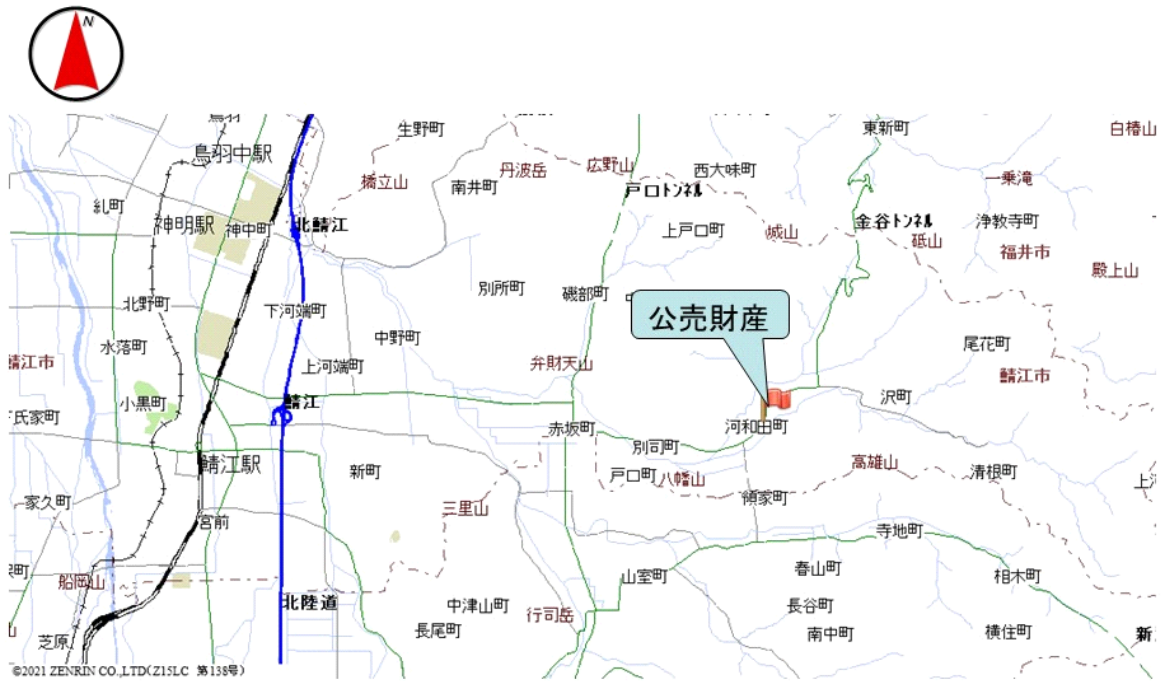 N
鳥羽
生野町
東新町
白椿山
鳥羽中駅
橋立山
南井町
丹波岳
広野山
西大味町
一乗滝
戸口トンネル
糺町
神明駅
神中町
北鯖江
上戸口町
城山
金谷トンネル
砥山
浄教寺町
福井市
殿上山
別所町
磯部町
北野町
下河端町
公売財産
水落町
中野町
尾花町
鯖江市
上河端町
弁財天山
鯖江市
小黒町
鯖江
沢町
下氏家町
赤坂町
河和田町
別司町
鯖江駅
新町
戸口町
八幡山
高雄山
清根町
家久町
三里山
領家町
宮前
寺地町
船岡山
山室町
春山町
相木町
北陸道
中津山町
行司岳
長谷町
芝原
長尾町
南中町
横住町
©2021 ZENRIN CO.,LTD(Z15LC 第138号)